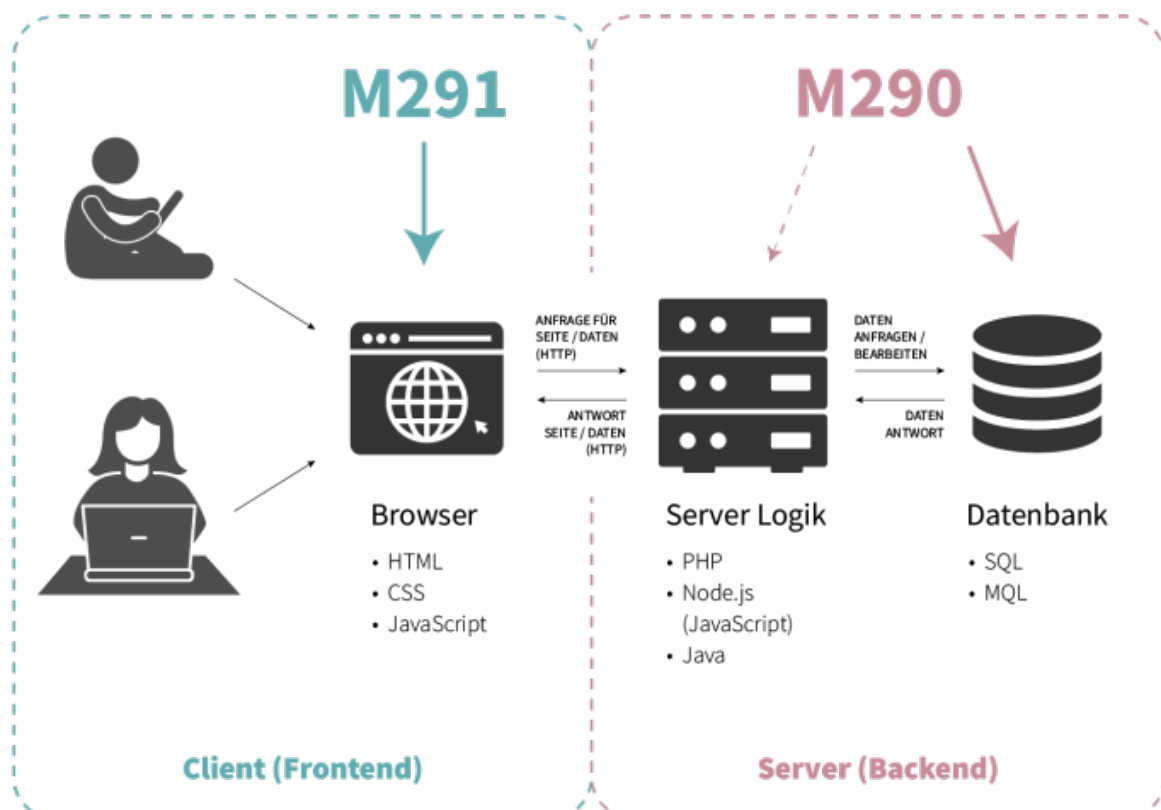 M291
M290
ANFRAGE FÜR
SEITE / DATEN
(HTTP)
ANTWORT
SEITE / DATEN
(HTTP)
DATEN
ANFRAGEN /
BEARBEITEN
DATEN
ANTWORT
Browser
• HTML
• CSS
• JavaScript
Server Logik
• PHP
• Node.js
(JavaScript)
• Java
Datenbank
• SQL
• MQL
Client (Frontend)
Server (Backend)